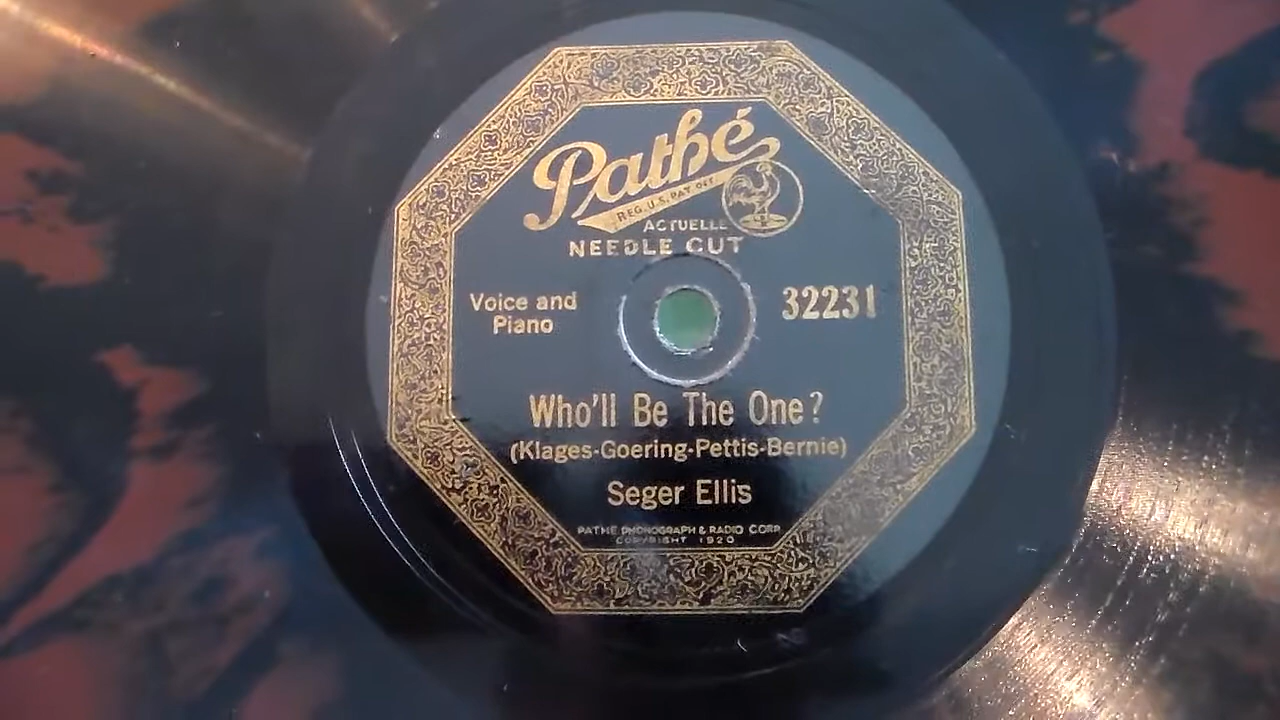 Pathé
REG. U.S. PAT. OFF.
ACTUELLE
NEEDLE CUT
Voice and
Piano
32231
Who'll Be The One?
(Klages-Goering-Pettis-Bernie)
Seger Ellis
PATHÉ PHONOGRAPH & RADIO CORP.
COPYRIGHT 1920